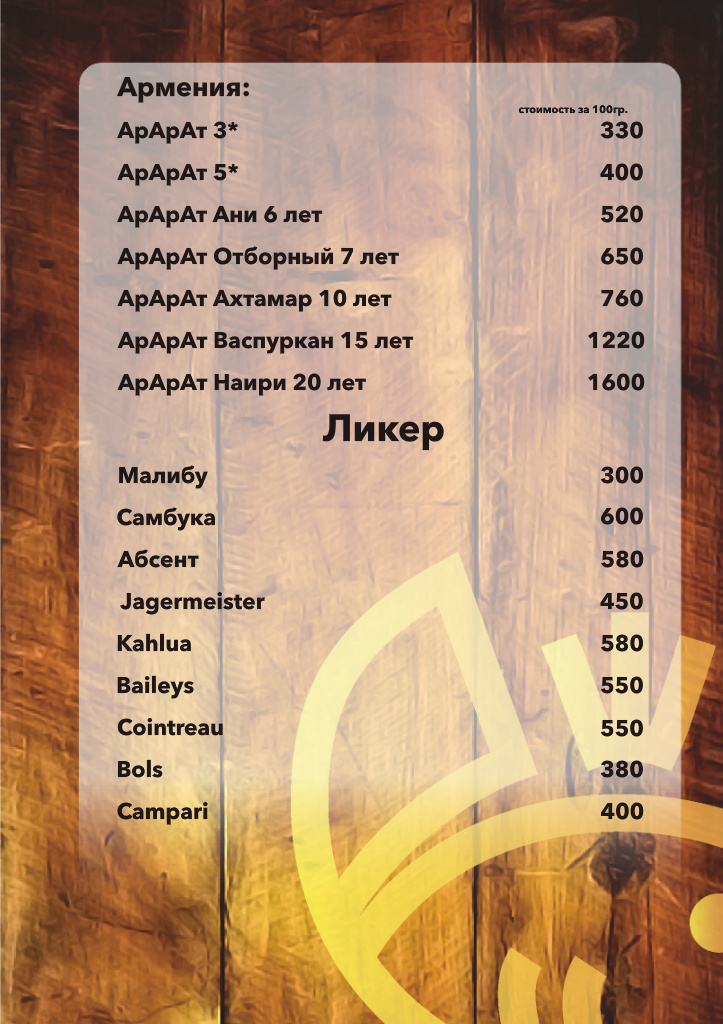 Армения:
стоимость за 100гр.
АрАрАт 3* 330
АрАрАт 5* 400
АрАрАт Ани 6 лет 520
АрАрАт Отборный 7 лет 650
АрАрАт Ахтамар 10 лет 760
АрАрАт Васпуркан 15 лет 1220
АрАрАт Наири 20 лет 1600
Ликер
Малибу 300
Самбука 600
Абсент 580
Jagermeister 450
Kahlua 580
Baileys 550
Cointreau 550
Bols 380
Campari 400